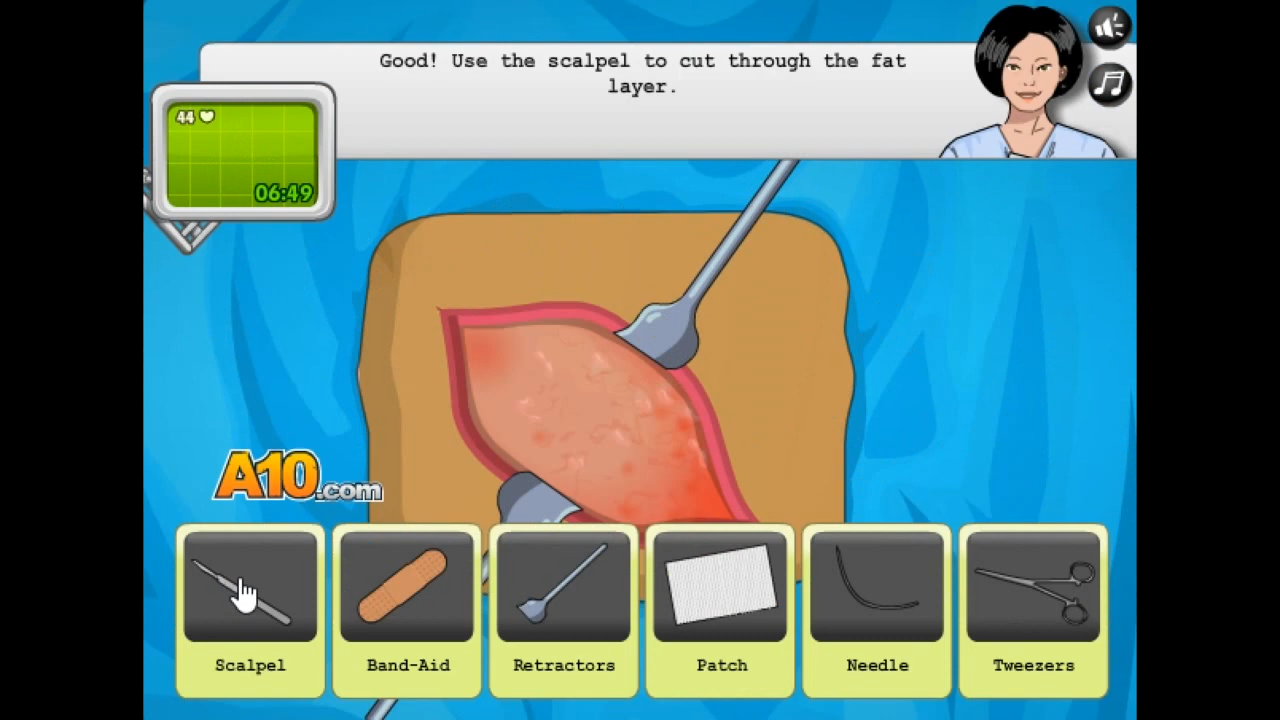 Good! Use the scalpel to cut through the fat
layer.
44
06:49
A10.com
Scalpel
Band-Aid
Retractors
Patch
Needle
Tweezers